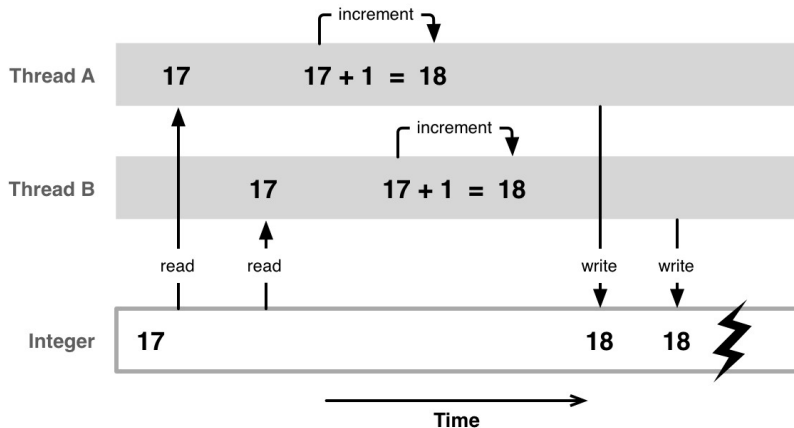 increment
Thread A 17 17 + 1 = 18
increment
Thread B 17 17 + 1 = 18
read read write write
Integer 17 18 18
Time